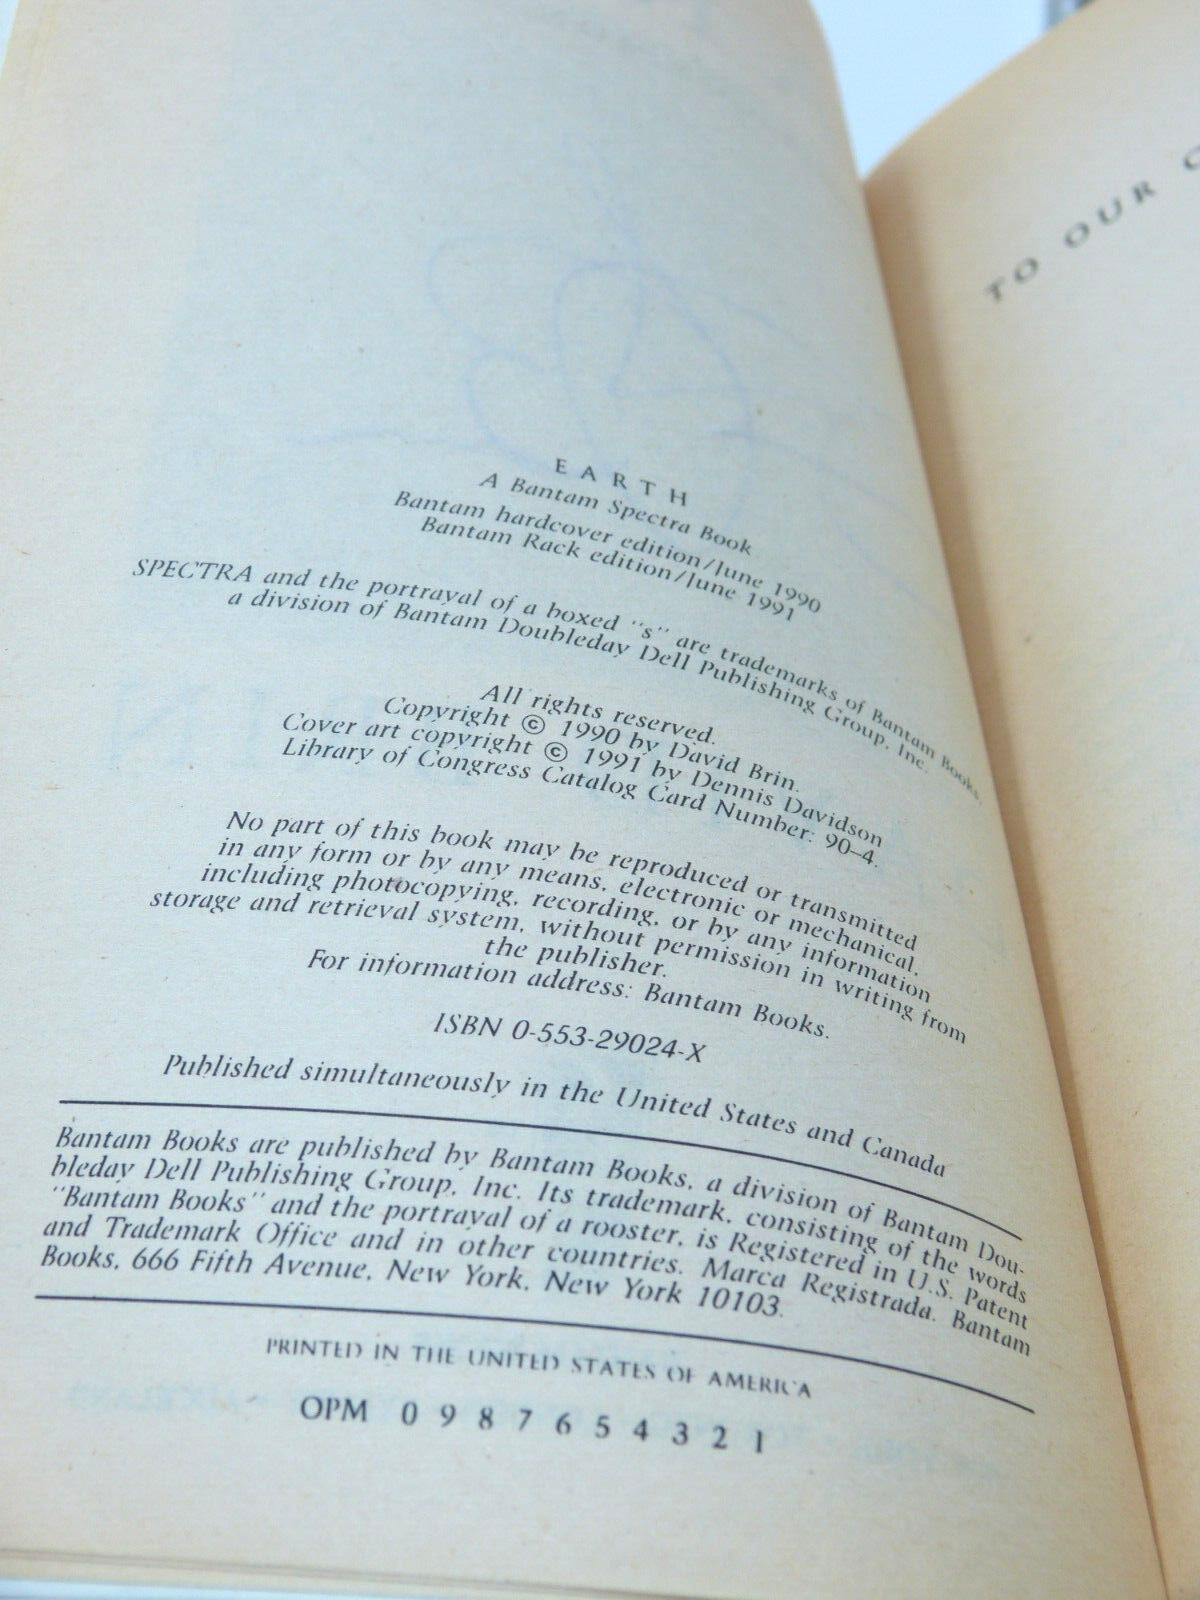 EARTH
A Bantam Spectra Book
Bantam hardcover edition/June 1990
Bantam Rack edition/June 1991
SPECTRA and the portrayal of a boxed "s" are trademarks of Bantam Books,
a division of Bantam Doubleday Dell Publishing Group, Inc.
All rights reserved.
Copyright © 1990 by David Brin.
Cover art copyright © 1991 by Dennis Davidson
Library of Congress Catalog Card Number: 90-4.
No part of this book may be reproduced or transmitted
in any form or by any means, electronic or mechanical,
including photocopying, recording, or by any information
storage and retrieval system, without permission in writing from
the publisher.
For information address: Bantam Books.
ISBN 0-553-29024-X
Published simultaneously in the United States and Canada
Bantam Books are published by Bantam Books, a division of Bantam Dou-
bleday Dell Publishing Group, Inc. Its trademark, consisting of the words
"Bantam Books" and the portrayal of a rooster, is Registered in U.S. Patent
and Trademark Office and in other countries. Marca Registrada. Bantam
Books, 666 Fifth Avenue, New York, New York 10103.
PRINTED IN THE UNITED STATES OF AMERICA
OPM 0 9 8 7 6 5 4 3 2 1
TO OUR